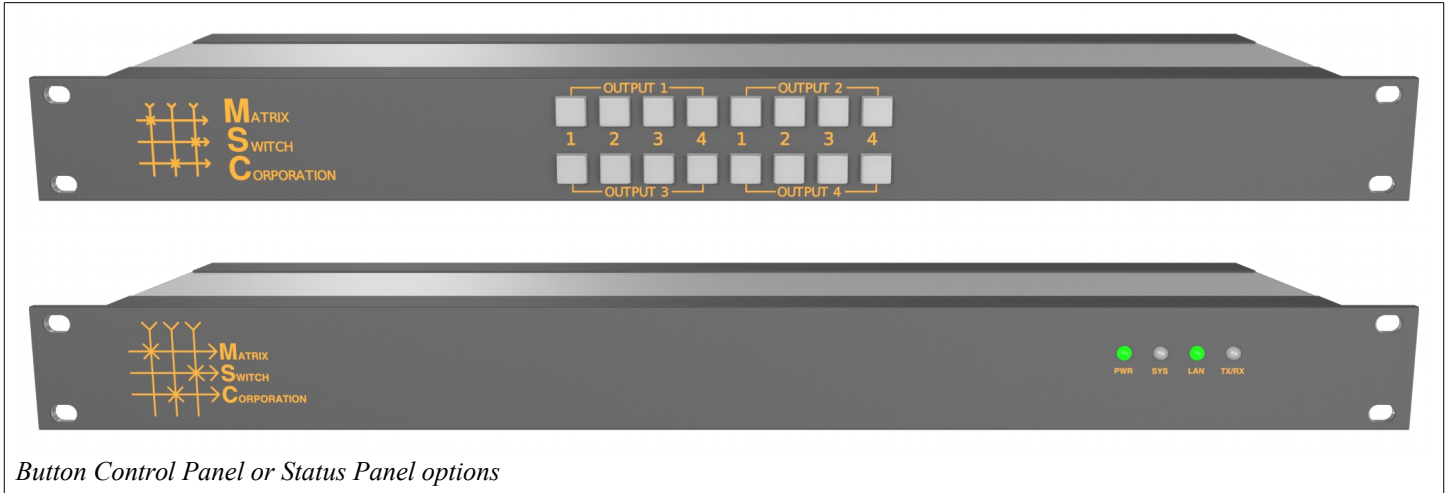 OUTPUT 1 OUTPUT 2
MATRIX
SWITCH
CORPORATION
1 2 3 4 1 2 3 4
OUTPUT 3 OUTPUT 4
MATRIX
SWITCH
CORPORATION
PWR SYS LAN TX/RX
Button Control Panel or Status Panel options